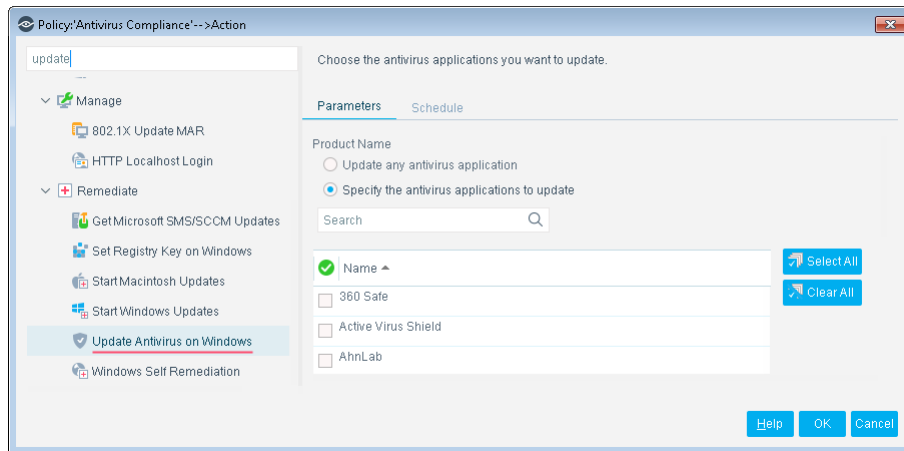 Policy:'Antivirus Compliance'-->Action
update
Manage
802.1X Update MAR
HTTP Localhost Login
Remediate
Get Microsoft SMS/SCCM Updates
Set Registry Key on Windows
Start Macintosh Updates
Start Windows Updates
Update Antivirus on Windows
Windows Self Remediation
Choose the antivirus applications you want to update.
Parameters Schedule
Product Name
Update any antivirus application
Specify the antivirus applications to update
Search
Name
360 Safe
Active Virus Shield
AhnLab
Select All
Clear All
Help OK Cancel